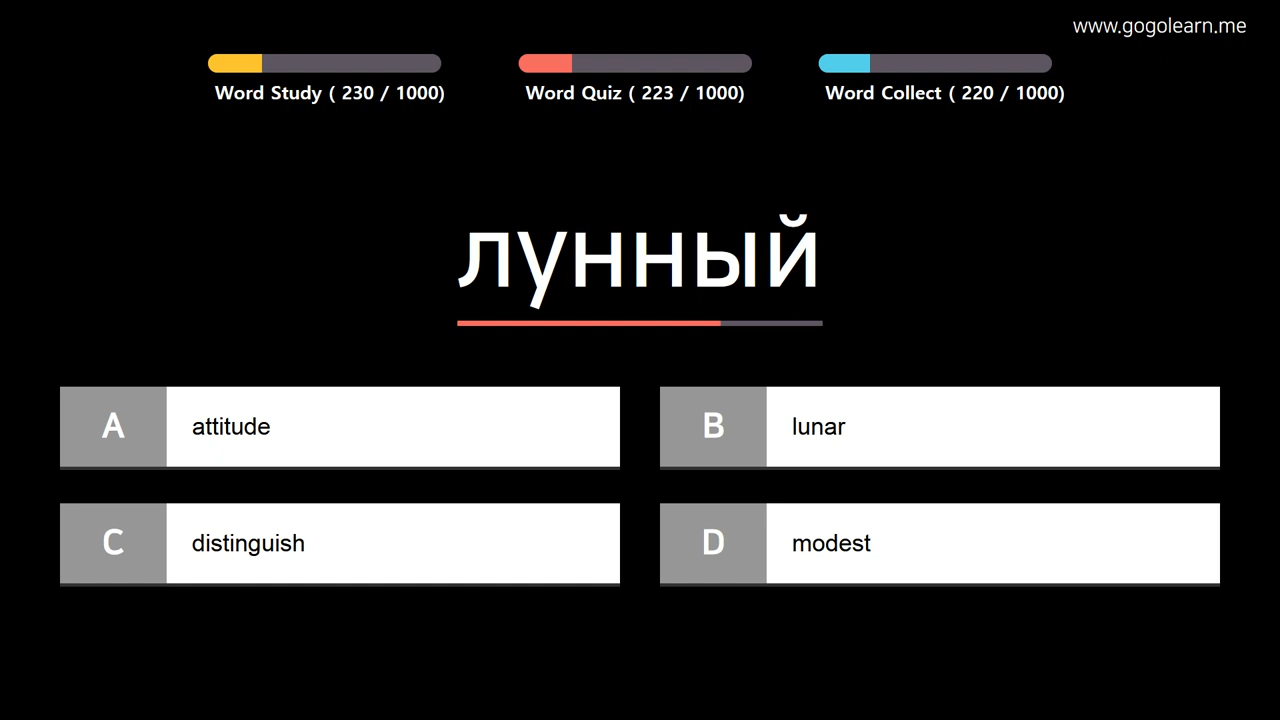 www.gogolearn.me
Word Study ( 230 / 1000)
Word Quiz ( 223 / 1000)
Word Collect ( 220 / 1000)
лунный
A attitude
B lunar
C distinguish
D modest